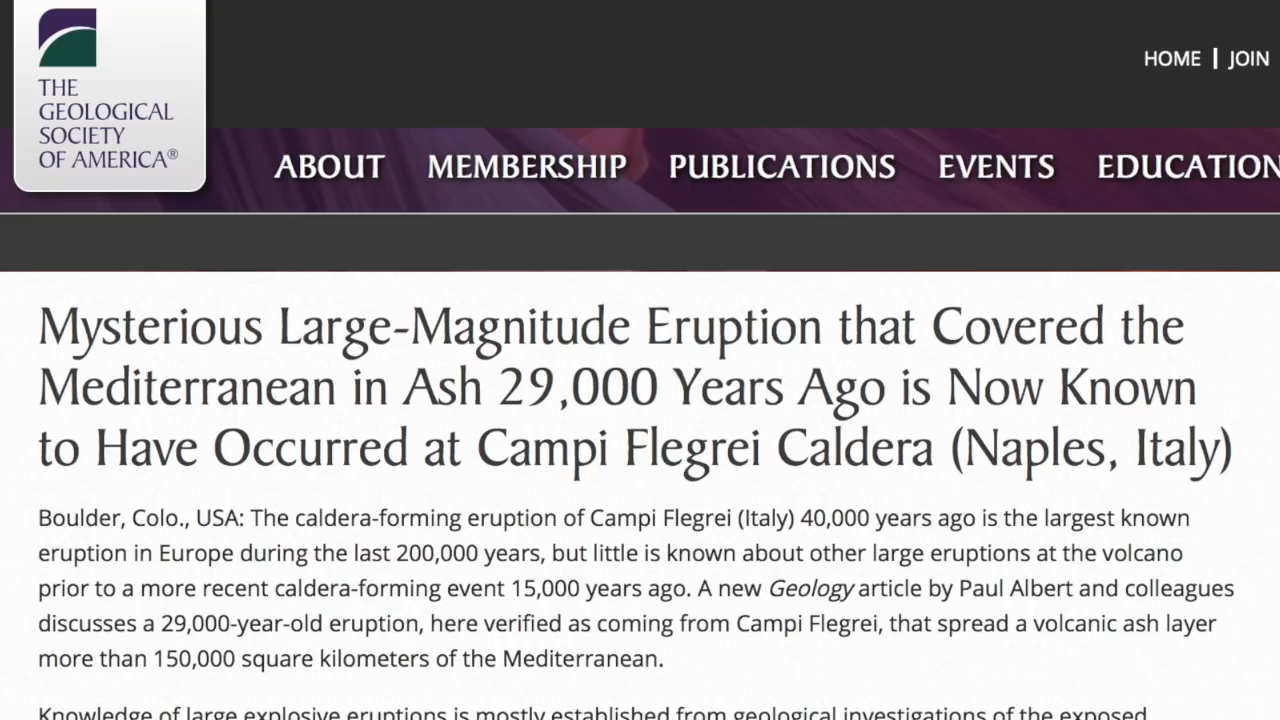 THE
GEOLOGICAL
SOCIETY
OF AMERICA®
HOME | JOIN
ABOUT MEMBERSHIP PUBLICATIONS EVENTS EDUCATION
Mysterious Large-Magnitude Eruption that Covered the
Mediterranean in Ash 29,000 Years Ago is Now Known
to Have Occurred at Campi Flegrei Caldera (Naples, Italy)
Boulder, Colo., USA: The caldera-forming eruption of Campi Flegrei (Italy) 40,000 years ago is the largest known
eruption in Europe during the last 200,000 years, but little is known about other large eruptions at the volcano
prior to a more recent caldera-forming event 15,000 years ago. A new Geology article by Paul Albert and colleagues
discusses a 29,000-year-old eruption, here verified as coming from Campi Flegrei, that spread a volcanic ash layer
more than 150,000 square kilometers of the Mediterranean.
Knowledge of large explosive eruptions is mostly established from geological investigations of the exposed